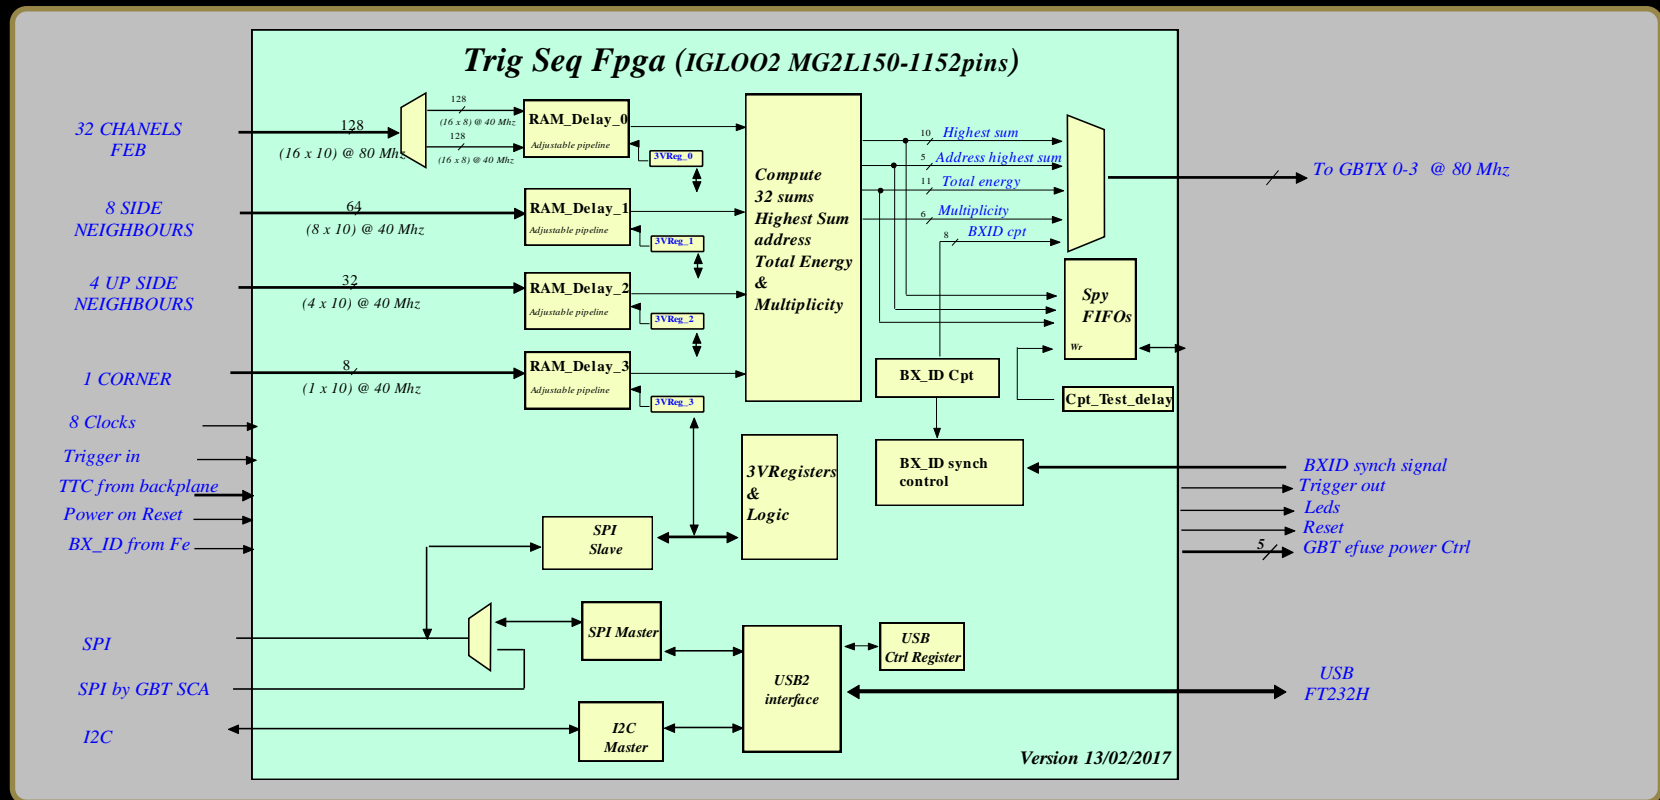 Trig Seq Fpga (IGLOO2 MG2L150-1152pins)
32 CHANELS
FEB
128
(16 x 10) @ 80 Mhz
128
(16 x 8) @ 40 Mhz
128
(16 x 8) @ 40 Mhz
RAM_Delay_0
Adjustable pipeline
3VReg_0
8 SIDE
NEIGHBOURS
64
(8 x 10) @ 40 Mhz
RAM_Delay_1
Adjustable pipeline
3VReg_1
4 UP SIDE
NEIGHBOURS
32
(4 x 10) @ 40 Mhz
RAM_Delay_2
Adjustable pipeline
3VReg_2
1 CORNER
8
(1 x 10) @ 40 Mhz
RAM_Delay_3
Adjustable pipeline
3VReg_3
Compute
32 sums
Highest Sum
address
Total Energy
&
Multiplicity
10 Highest sum
5 Address highest sum
11 Total energy
6 Multiplicity
8 BXID cpt
To GBTX 0-3 @ 80 Mhz
Spy
FIFOs
Wr
BX_ID Cpt
Cpt_Test_delay
8 Clocks
Trigger in
TTC from backplane
Power on Reset
BX_ID from Fe
3VRegisters
&
Logic
BX_ID synch
control
BXID synch signal
Trigger out
Leds
Reset
5
GBT efuse power Ctrl
SPI
Slave
SPI
SPI by GBT SCA
I2C
SPI Master
I2C
Master
USB2
interface
USB
Ctrl Register
USB
FT232H
Version 13/02/2017